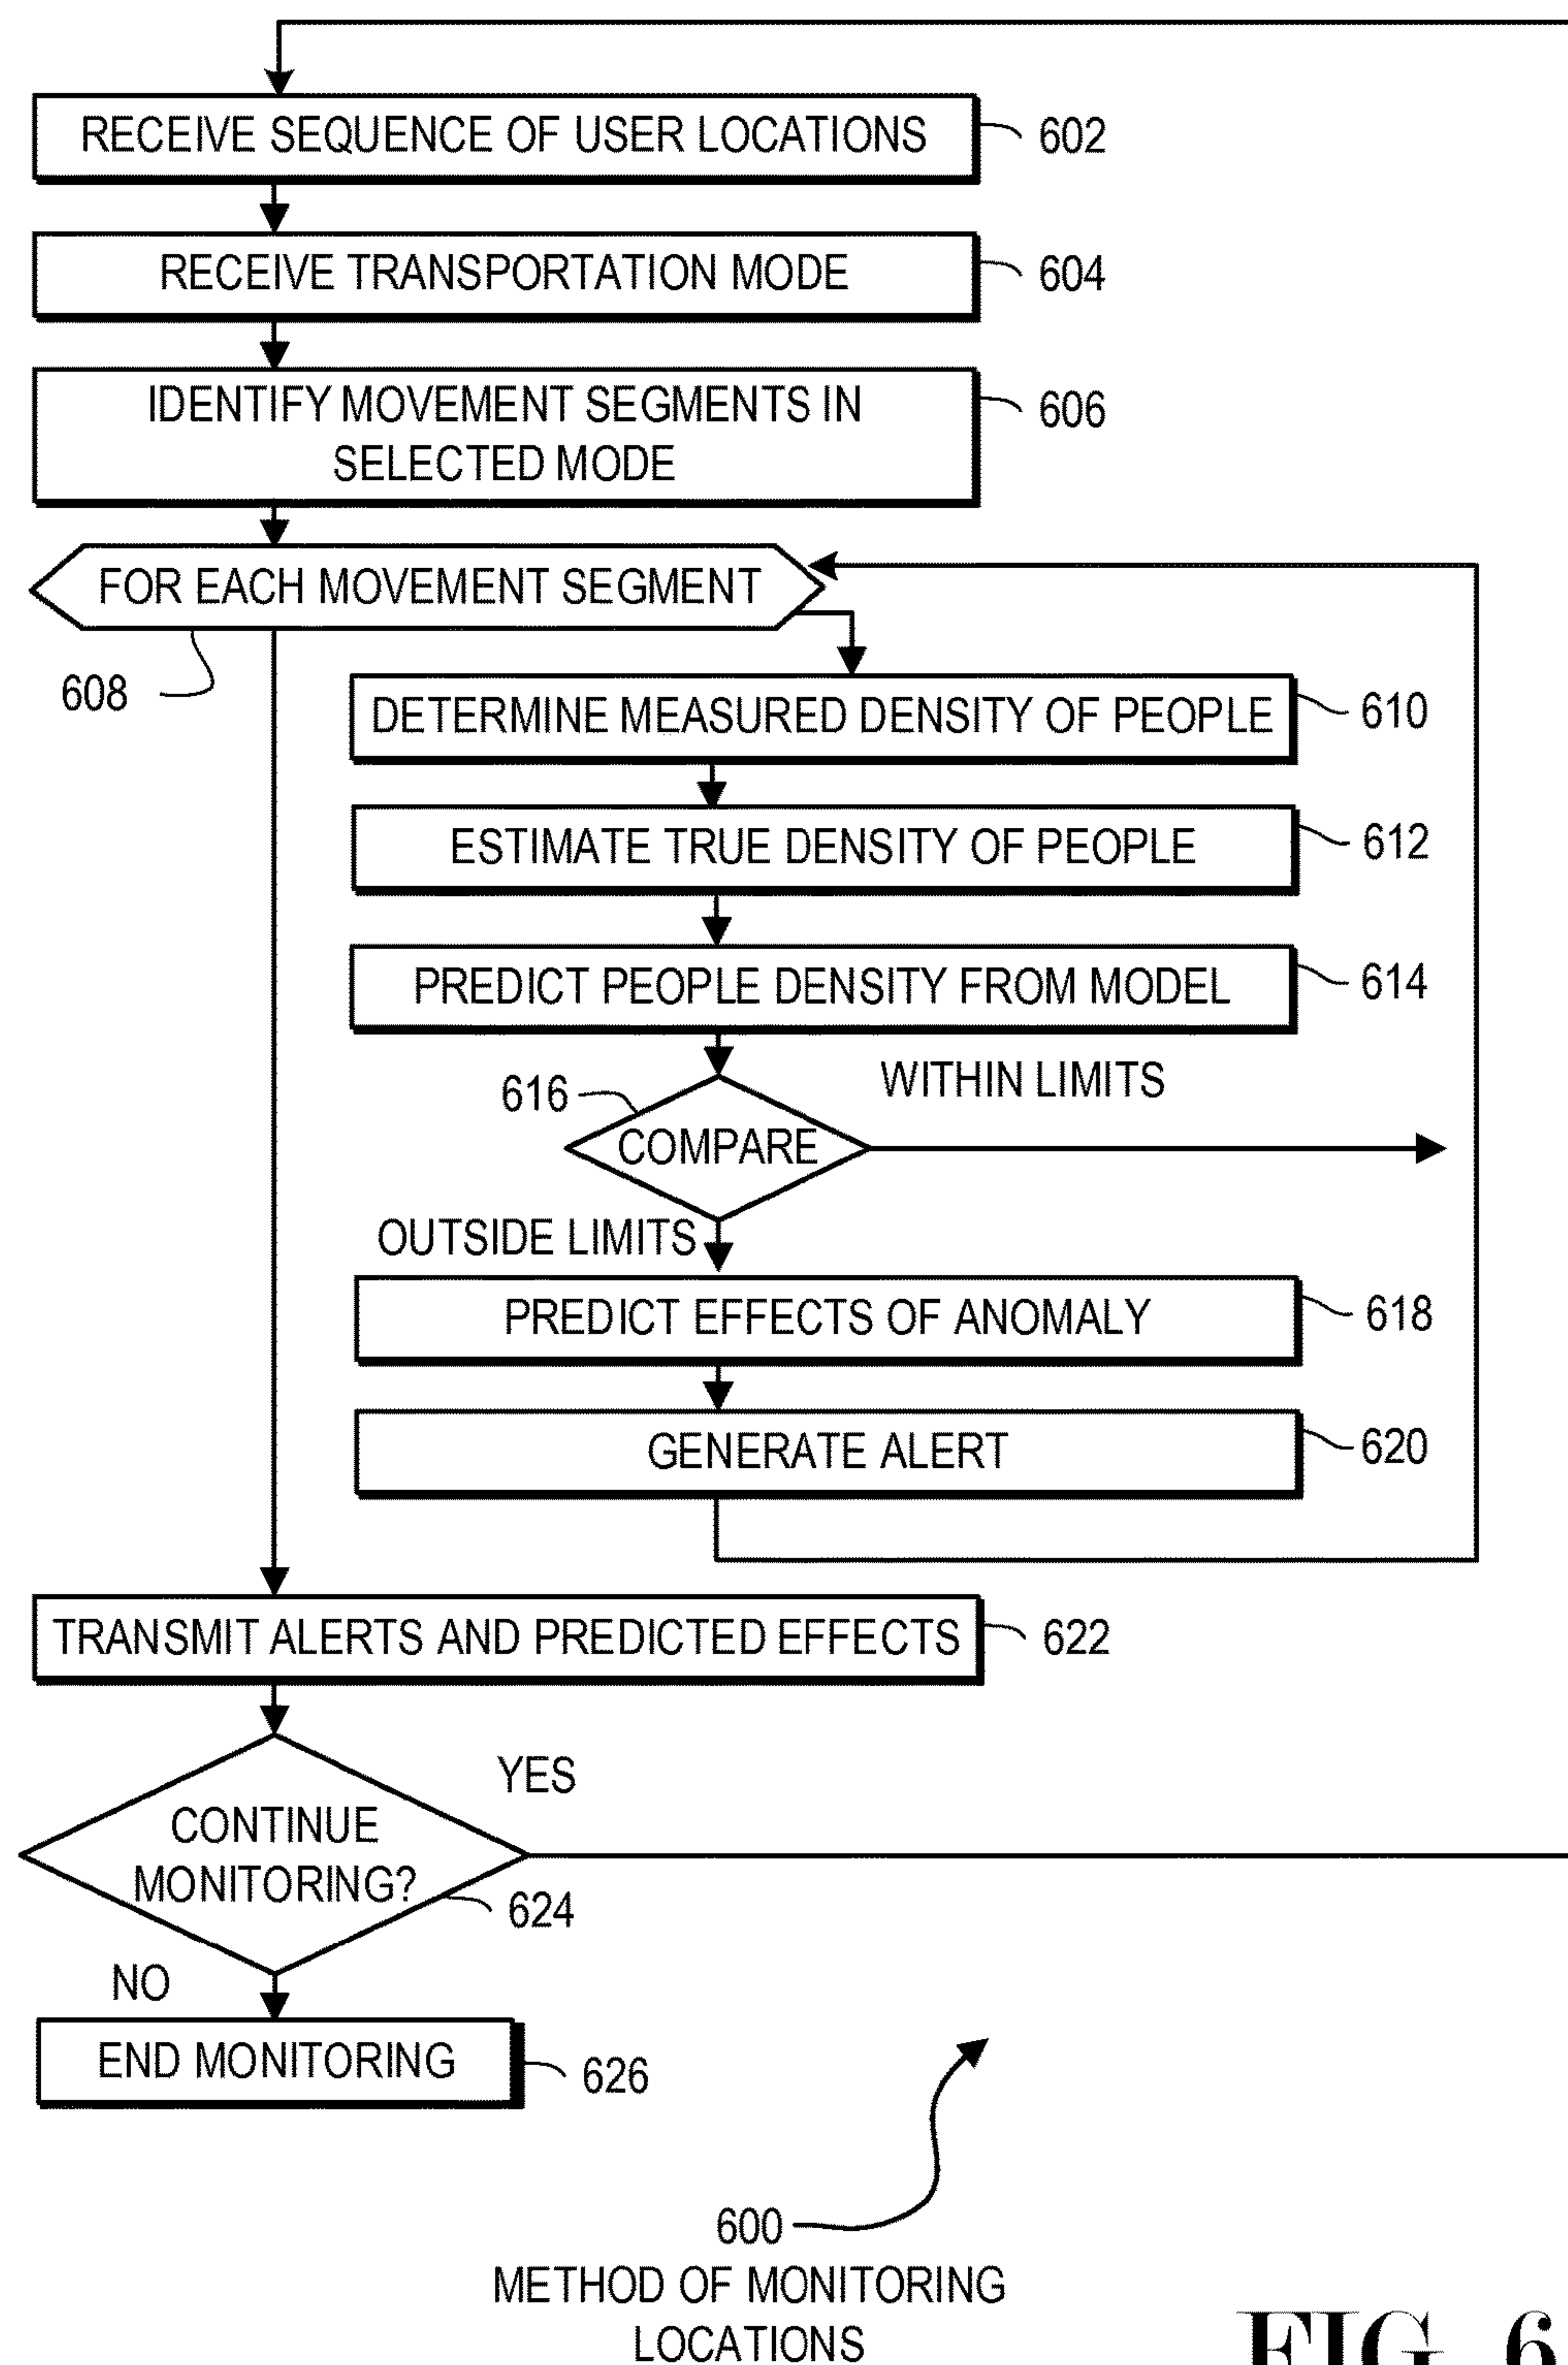 RECEIVE SEQUENCE OF USER LOCATIONS
602
RECEIVE TRANSPORTATION MODE
604
IDENTIFY MOVEMENT SEGMENTS IN
SELECTED MODE
606
FOR EACH MOVEMENT SEGMENT
608
DETERMINE MEASURED DENSITY OF PEOPLE
610
ESTIMATE TRUE DENSITY OF PEOPLE
612
PREDICT PEOPLE DENSITY FROM MODEL
614
616
WITHIN LIMITS
COMPARE
OUTSIDE LIMITS
PREDICT EFFECTS OF ANOMALY
618
GENERATE ALERT
620
TRANSMIT ALERTS AND PREDICTED EFFECTS
622
YES
CONTINUE
MONITORING?
624
NO
END MONITORING
626
600
METHOD OF MONITORING
LOCATIONS
FIG. 6